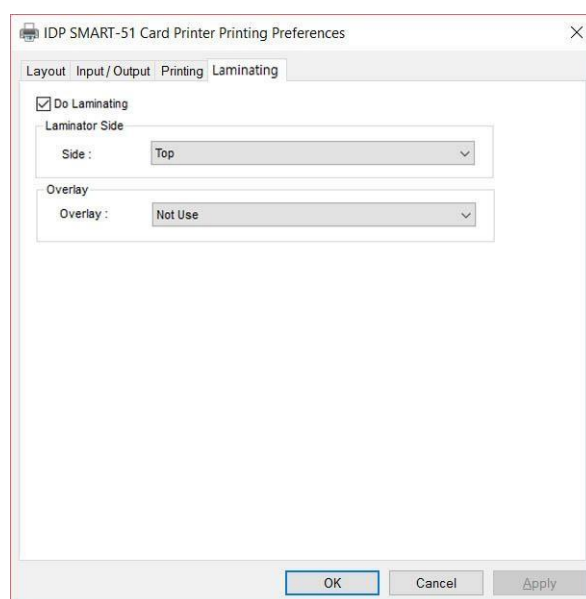 IDP SMART-51 Card Printer Printing Preferences
Layout Input / Output Printing Laminating
Do Laminating
Laminator Side
Side : Top
Overlay
Overlay : Not Use
OK Cancel Apply